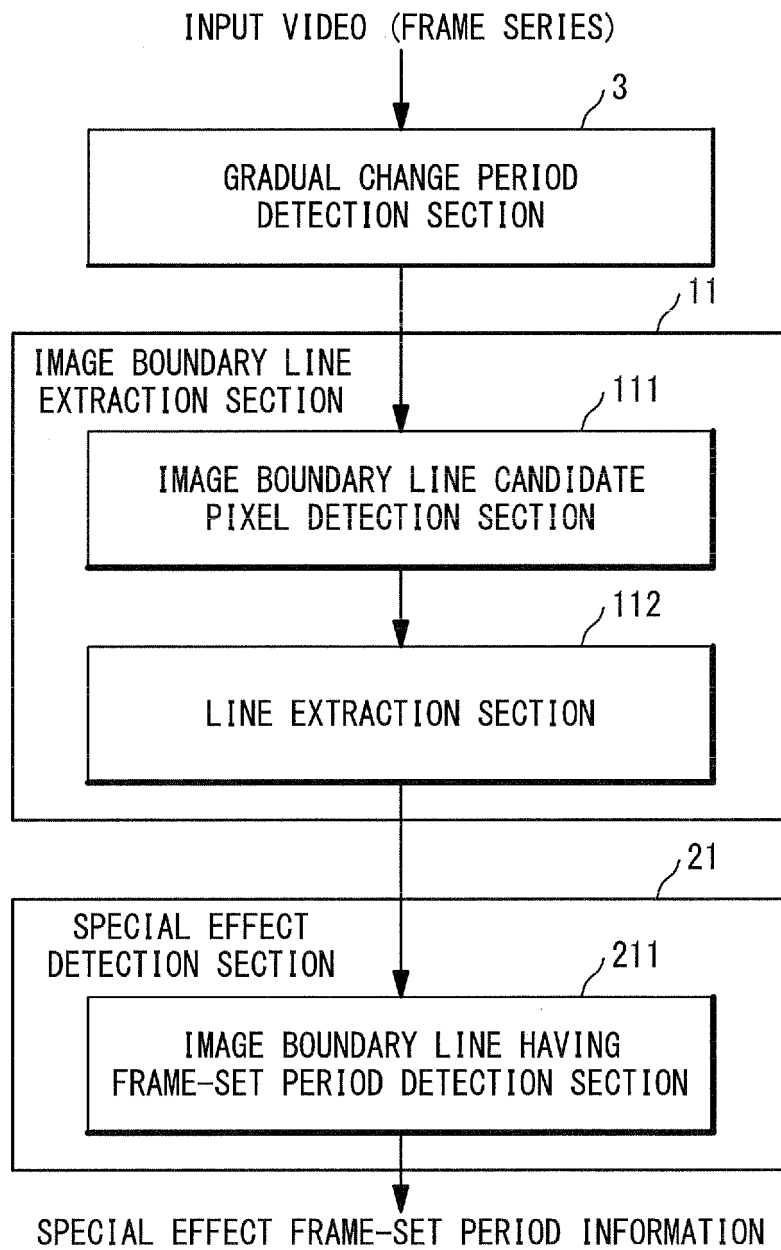 INPUT VIDEO (FRAME SERIES)
3
GRADUAL CHANGE PERIOD
DETECTION SECTION
11
IMAGE BOUNDARY LINE
EXTRACTION SECTION
111
IMAGE BOUNDARY LINE CANDIDATE
PIXEL DETECTION SECTION
112
LINE EXTRACTION SECTION
21
SPECIAL EFFECT
DETECTION SECTION
211
IMAGE BOUNDARY LINE HAVING
FRAME-SET PERIOD DETECTION SECTION
SPECIAL EFFECT FRAME-SET PERIOD INFORMATION